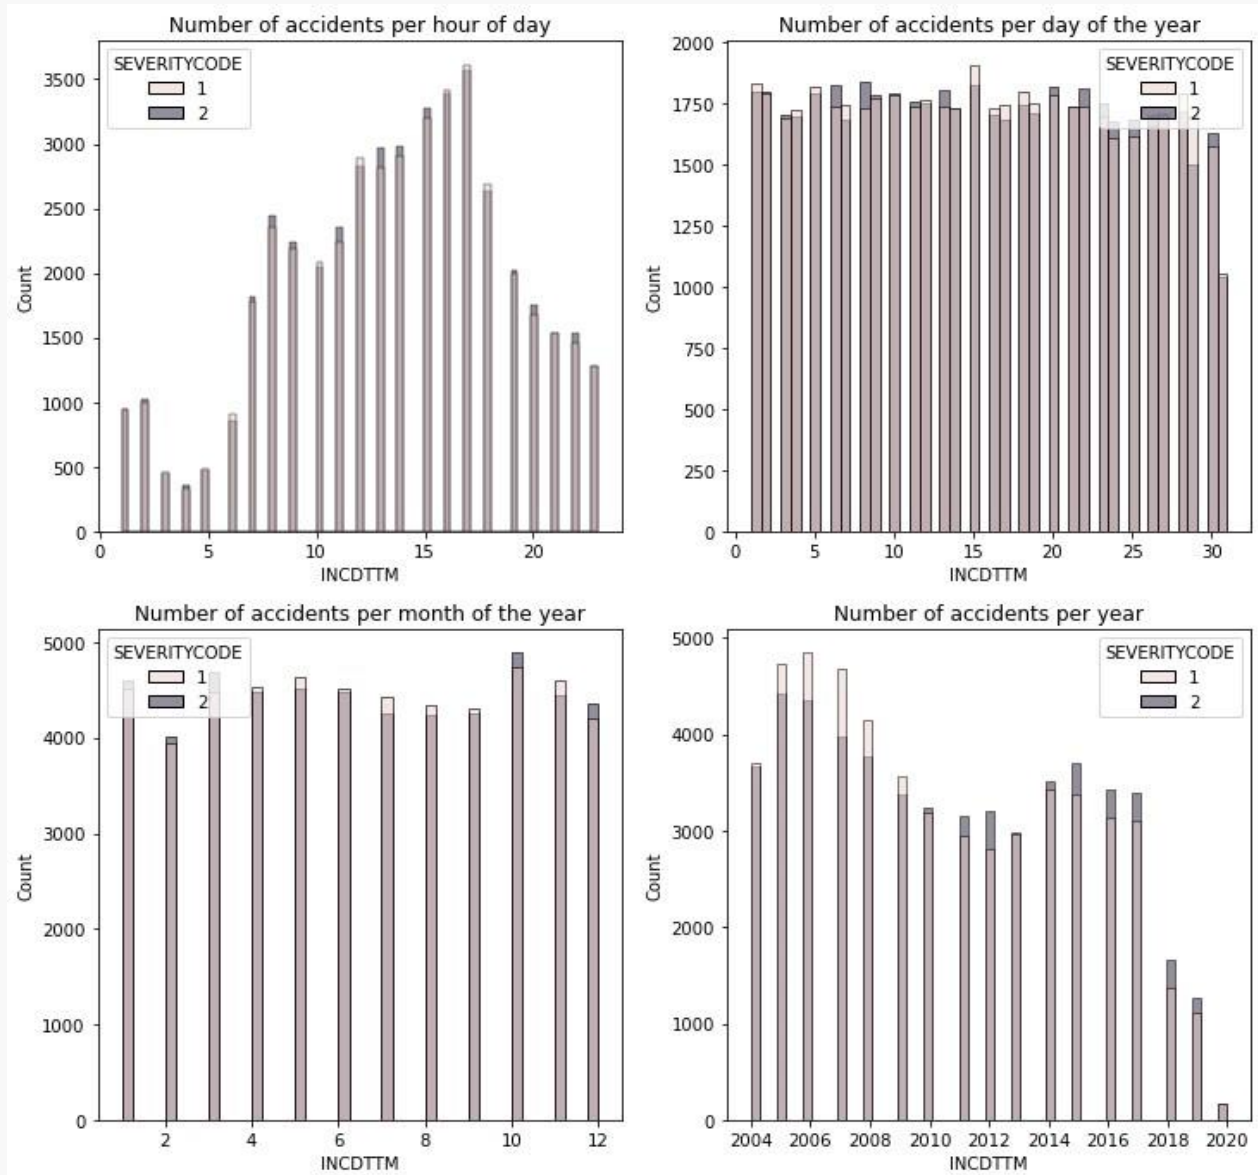 Number of accidents per hour of day
SEVERITYCODE
1
2
3500
3000
2500
2000
1500
1000
500
0
Count
0 5 10 15 20
INCDTTM
Number of accidents per day of the year
SEVERITYCODE
1
2
2000
1750
1500
1250
1000
750
500
250
0
Count
0 5 10 15 20 25 30
INCDTTM
Number of accidents per month of the year
SEVERITYCODE
1
2
5000
4000
3000
2000
1000
0
Count
2 4 6 8 10 12
INCDTTM
Number of accidents per year
SEVERITYCODE
1
2
5000
4000
3000
2000
1000
0
Count
2004 2006 2008 2010 2012 2014 2016 2018 2020
INCDTTM